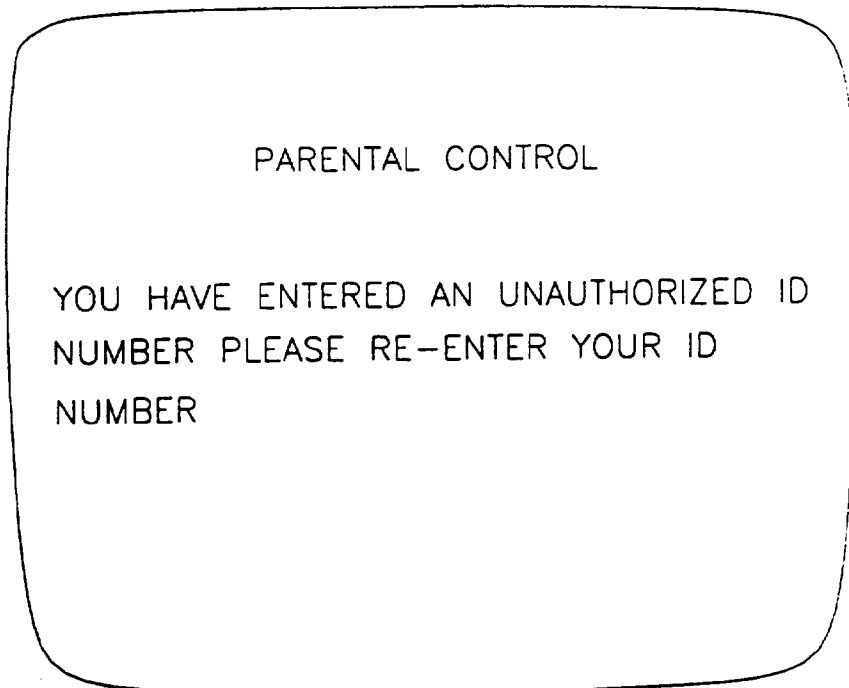 PARENTAL CONTROL
YOU HAVE ENTERED AN UNAUTHORIZED ID
NUMBER PLEASE RE-ENTER YOUR ID
NUMBER